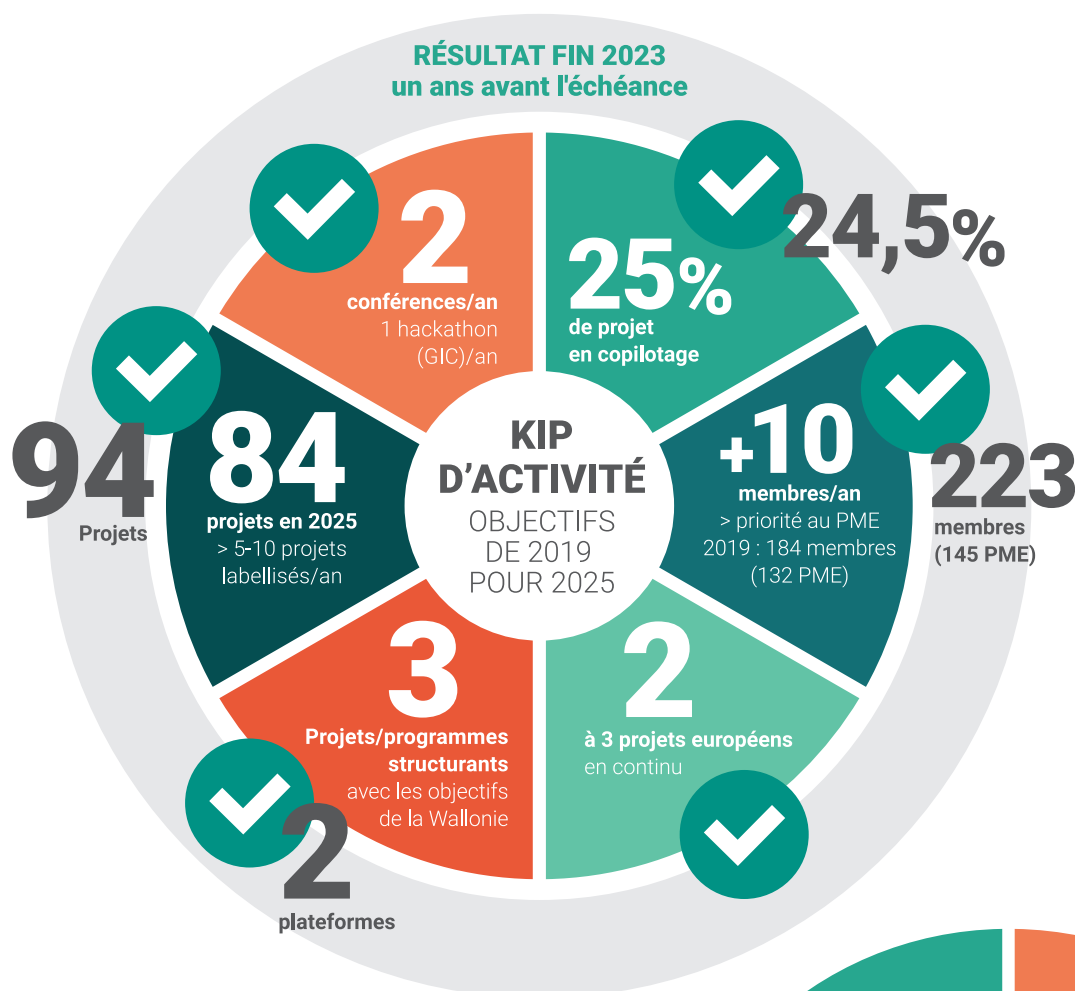 RÉSULTAT FIN 2023
un ans avant l'échéance
2
conférences/an
1 hackathon
(GIC)/an
25%
de projet
en copilotage
24,5%
94
Projets
84
projets en 2025
> 5-10 projets
labellisés/an
KIP
D'ACTIVITÉ
OBJECTIFS
DE 2019
POUR 2025
+10
membres/an
> priorité au PME
2019 : 184 membres
(132 PME)
223
membres
(145 PME)
3
Projets/programmes
structurants
avec les objectifs
de la Wallonie
2
plateformes
2
à 3 projets européens
en continu